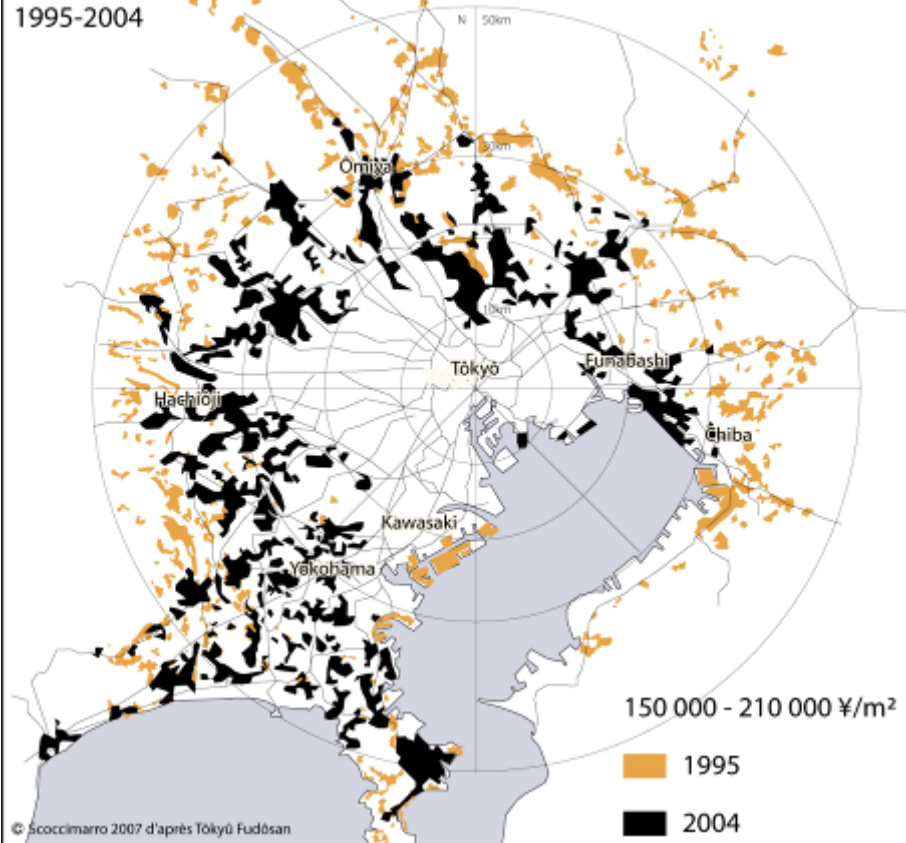 1995-2004
N 50km
30km
Ōmiya
10km
Tōkyō
Funabashi
Hachiōji
Chiba
Kawasaki
Yokohama
150 000 - 210 000 ¥/m²
1995
2004
© Scoccimarro 2007 d'après Tōkyū Fudōsan